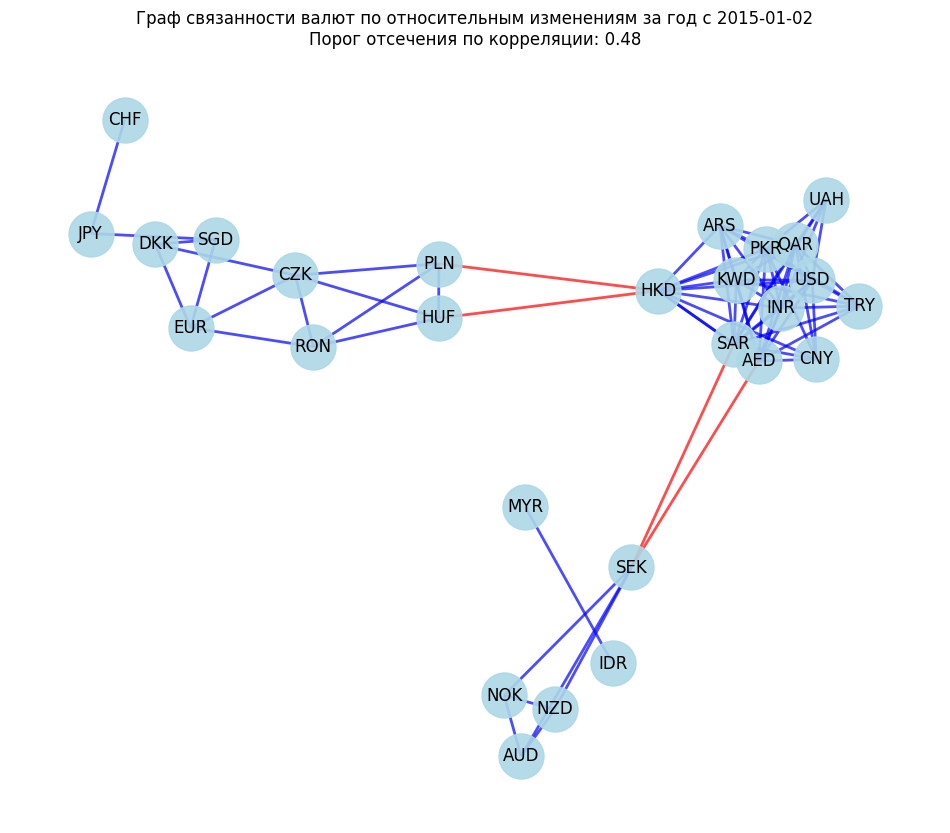 Граф связанности валют по относительным изменениям за год с 2015-01-02
Порог отсечения по корреляции: 0.48
CHF
UAH
ARS
JPY
DKK
SGD
PKR
QAR
PLN
CZK
HKD
KWD
USD
INR
TRY
EUR
HUF
RON
SAR
AED
CNY
MYR
SEK
IDR
NOK
NZD
AUD